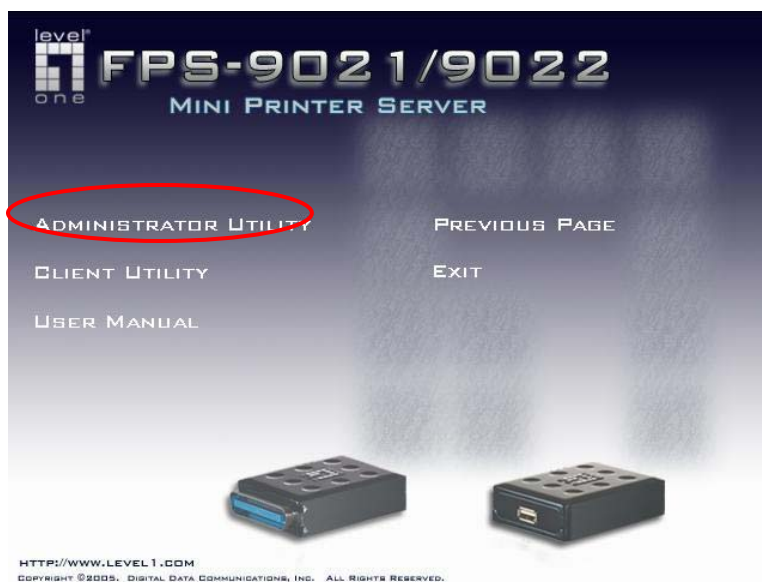 level
one
FPS-9021/9022
MINI PRINTER SERVER
ADMINISTRATOR UTILITY
PREVIOUS PAGE
CLIENT UTILITY
EXIT
USER MANUAL
HTTP://WWW.LEVEL1.COM
COPYRIGHT ©2005. DIGITAL DATA COMMUNICATIONS, INC. ALL RIGHTS RESERVED.